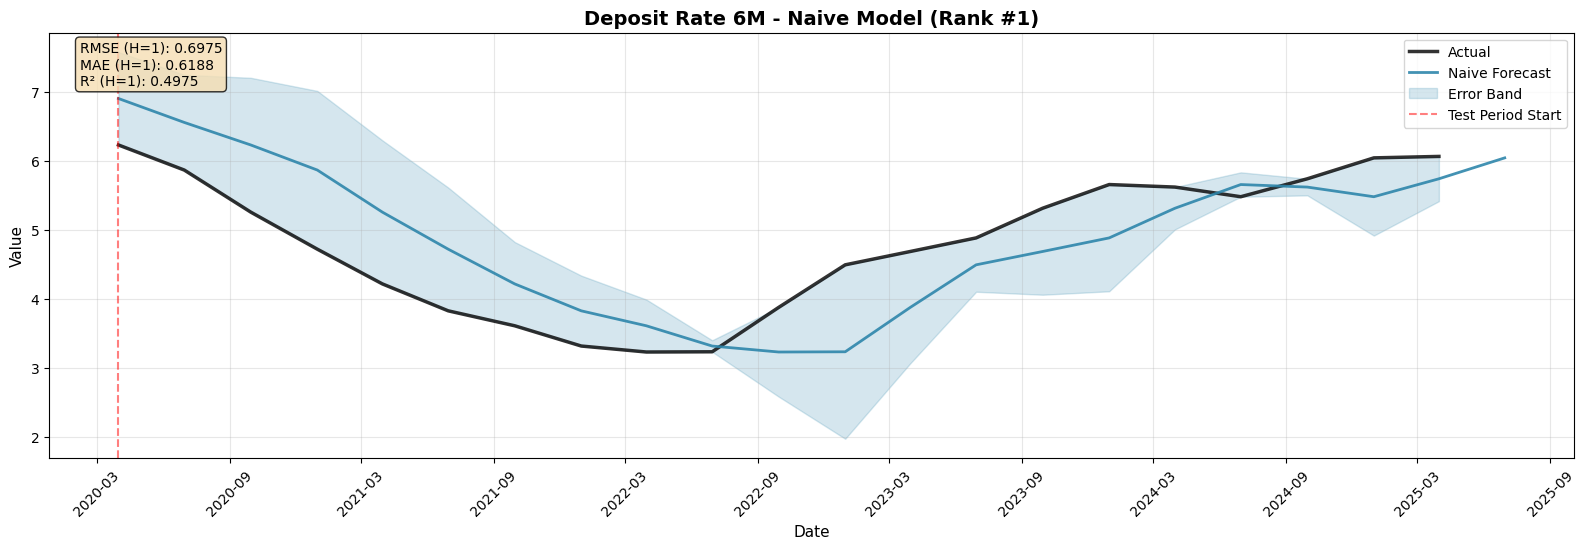 Deposit Rate 6M - Naive Model (Rank #1)
RMSE (H=1): 0.6975
MAE (H=1): 0.6188
R² (H=1): 0.4975
Actual
Naive Forecast
Error Band
Test Period Start
Value
7
6
5
4
3
2
2020-03
2020-09
2021-03
2021-09
2022-03
2022-09
2023-03
2023-09
2024-03
2024-09
2025-03
2025-09
Date